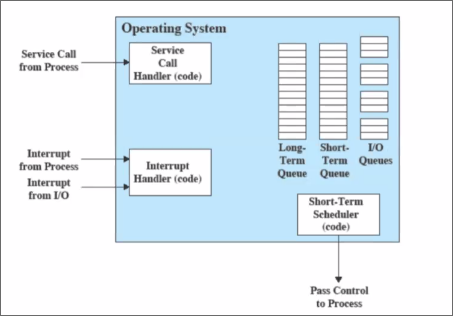 Operating System
Service Call
from Process
Service
Call
Handler (code)
Interrupt
from Process
Interrupt
from I/O
Interrupt
Handler (code)
Long-
Term
Queue
Short-
Term
Queue
I/O
Queues
Short-Term
Scheduler
(code)
Pass Control
to Process